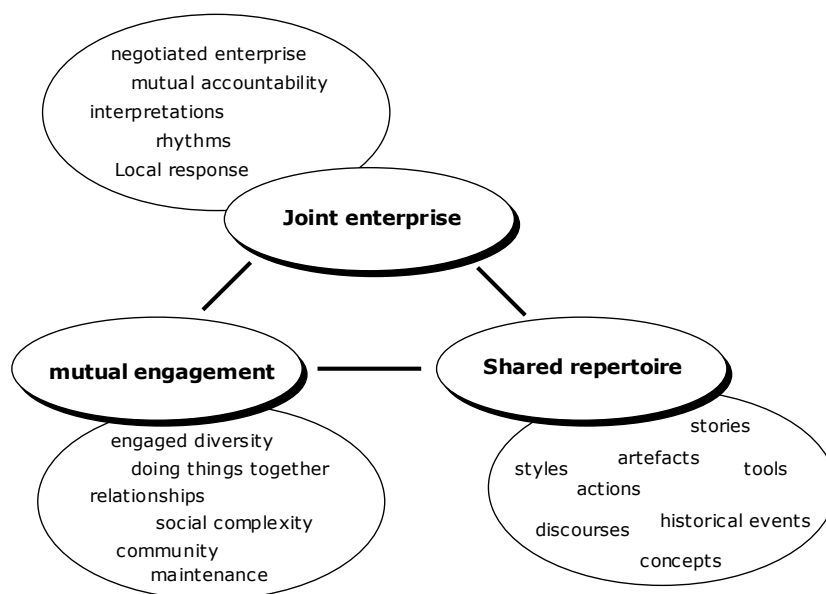 negotiated enterprise
mutual accountability
interpretations
rhythms
Local response
Joint enterprise
mutual engagement
engaged diversity
doing things together
relationships
social complexity
community
maintenance
Shared repertoire
stories
artefacts
styles
tools
actions
historical events
discourses
concepts